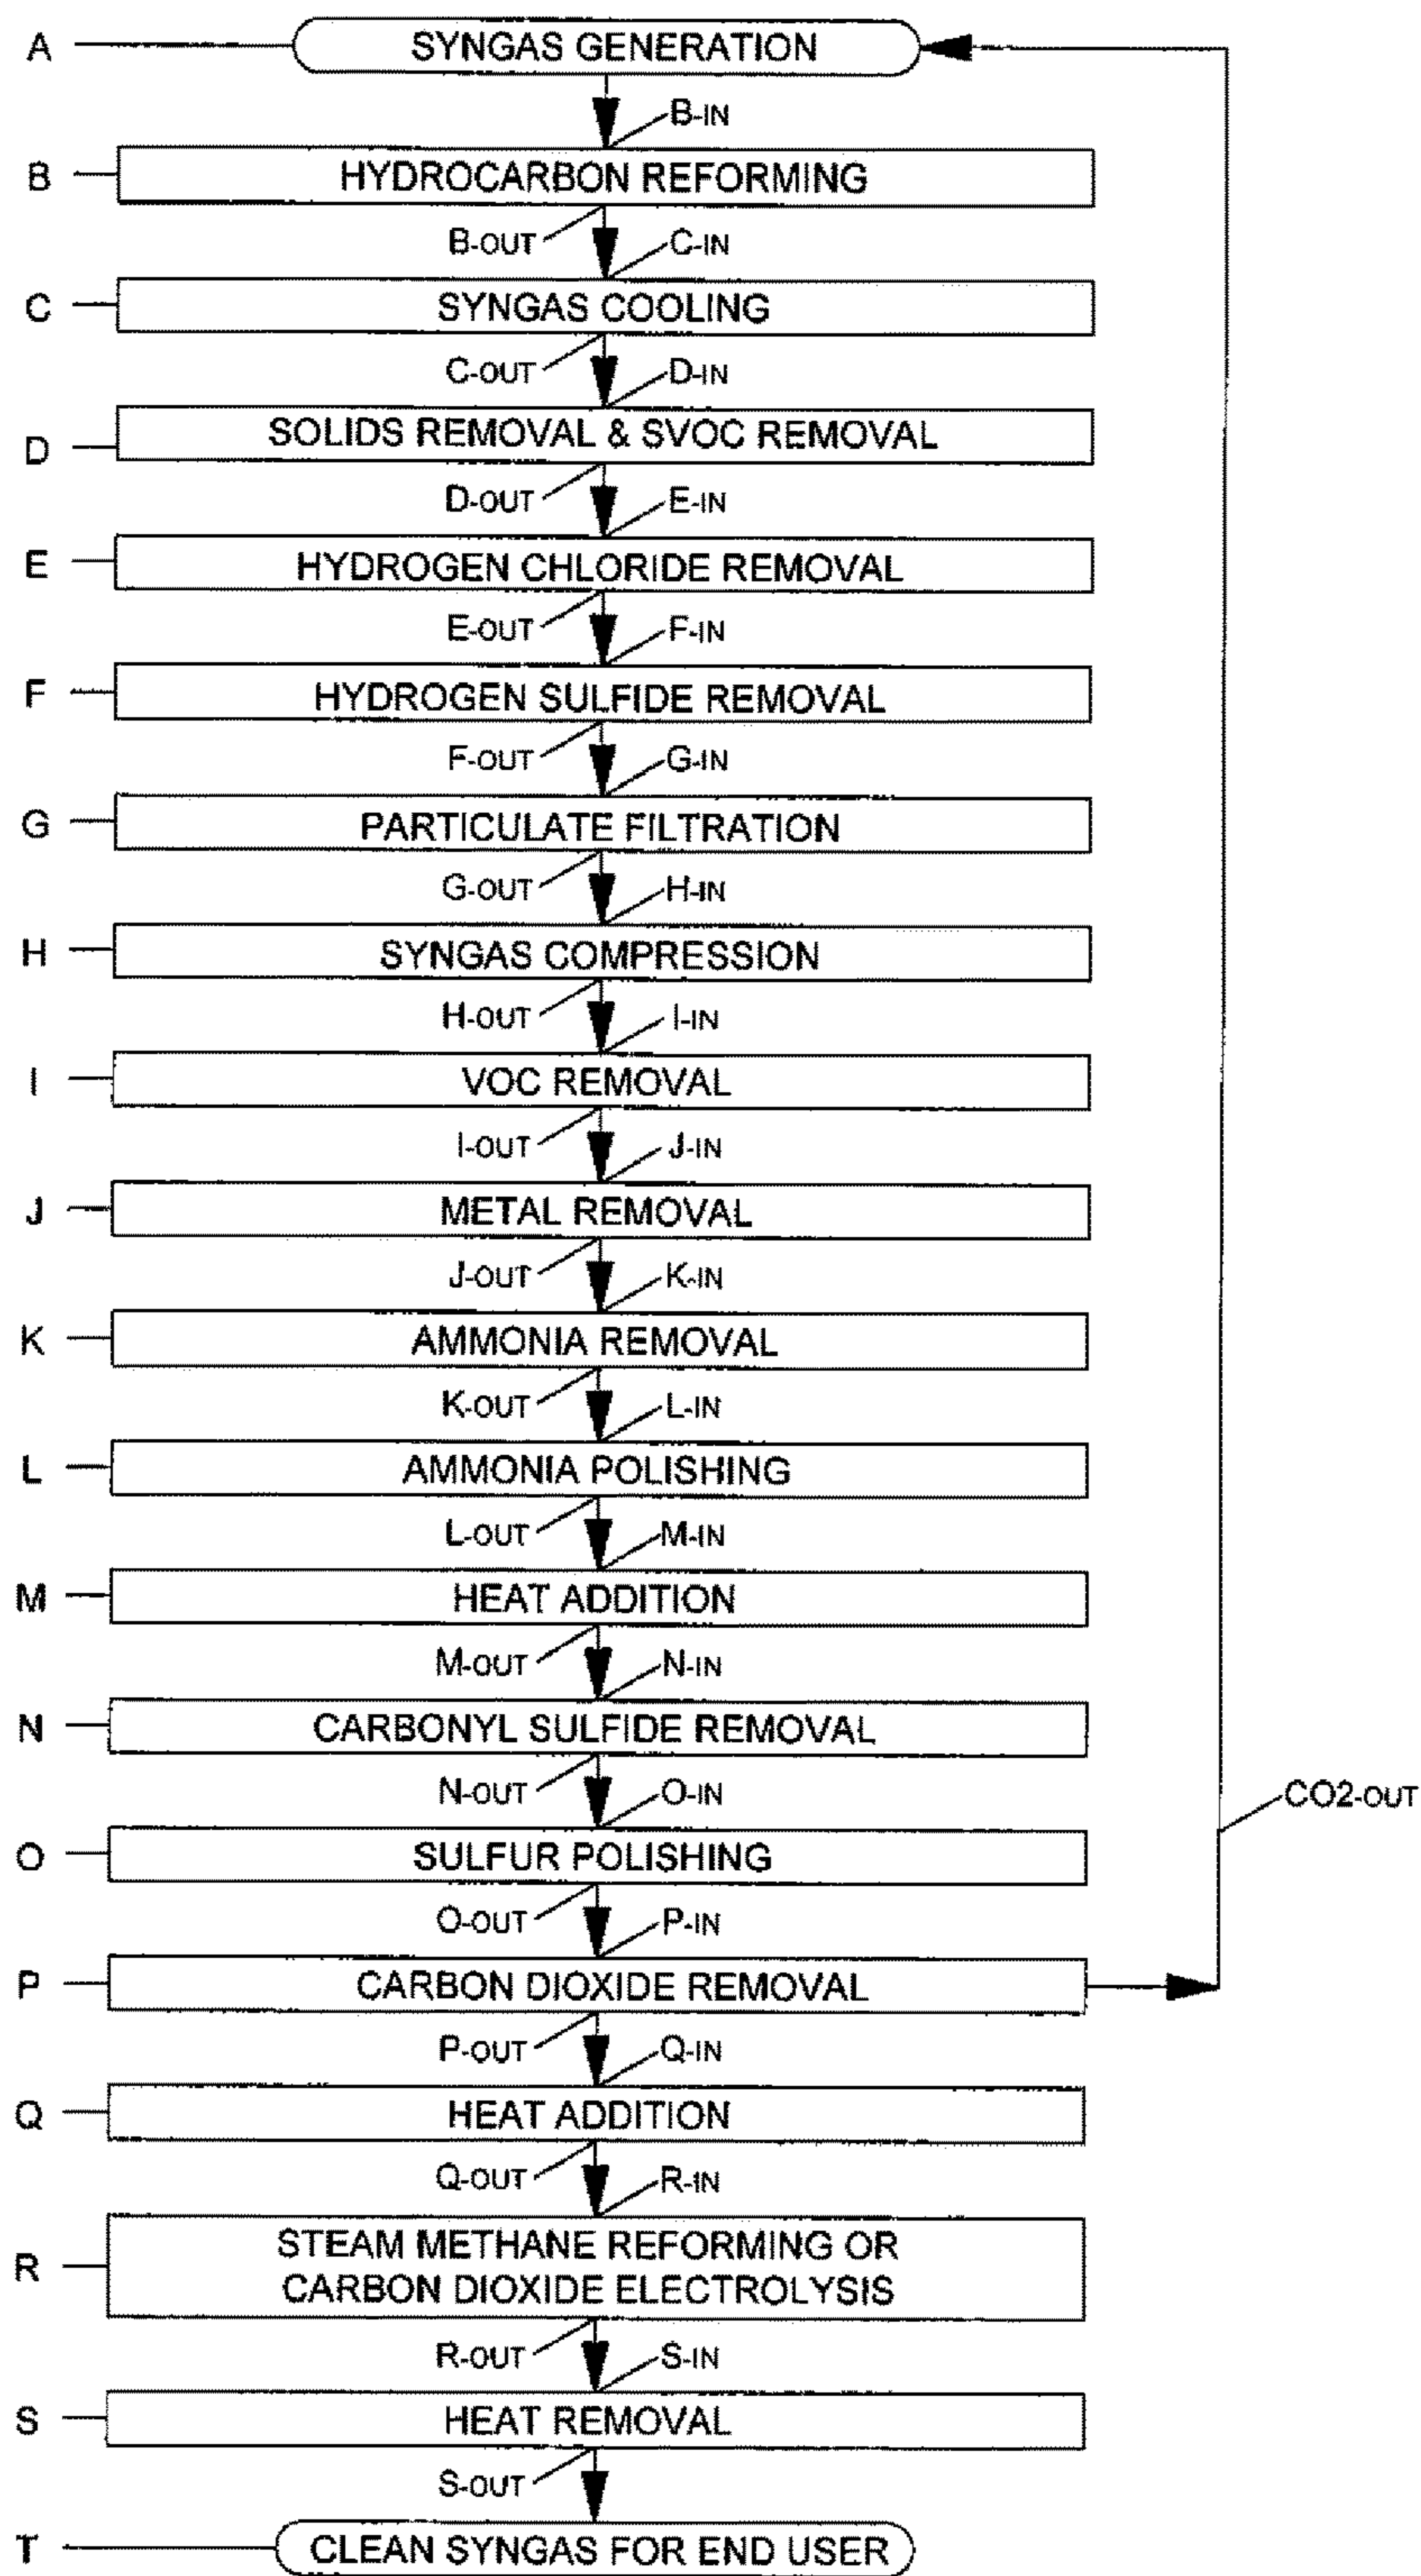 A SYNGAS GENERATION
B-IN
B HYDROCARBON REFORMING
B-OUT C-IN
C SYNGAS COOLING
C-OUT D-IN
D SOLIDS REMOVAL & SVOC REMOVAL
D-OUT E-IN
E HYDROGEN CHLORIDE REMOVAL
E-OUT F-IN
F HYDROGEN SULFIDE REMOVAL
F-OUT G-IN
G PARTICULATE FILTRATION
G-OUT H-IN
H SYNGAS COMPRESSION
H-OUT I-IN
I VOC REMOVAL
I-OUT J-IN
J METAL REMOVAL
J-OUT K-IN
K AMMONIA REMOVAL
K-OUT L-IN
L AMMONIA POLISHING
L-OUT M-IN
M HEAT ADDITION
M-OUT N-IN
N CARBONYL SULFIDE REMOVAL
N-OUT O-IN CO2-OUT
O SULFUR POLISHING
O-OUT P-IN
P CARBON DIOXIDE REMOVAL
P-OUT Q-IN
Q HEAT ADDITION
Q-OUT R-IN
R STEAM METHANE REFORMING OR
CARBON DIOXIDE ELECTROLYSIS
R-OUT S-IN
S HEAT REMOVAL
S-OUT
T CLEAN SYNGAS FOR END USER